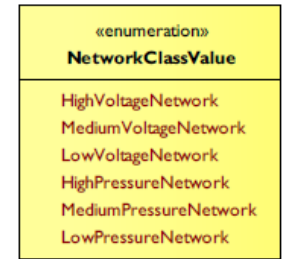 «enumeration»
NetworkClassValue
HighVoltageNetwork
MediumVoltageNetwork
LowVoltageNetwork
HighPressureNetwork
MediumPressureNetwork
LowPressureNetwork